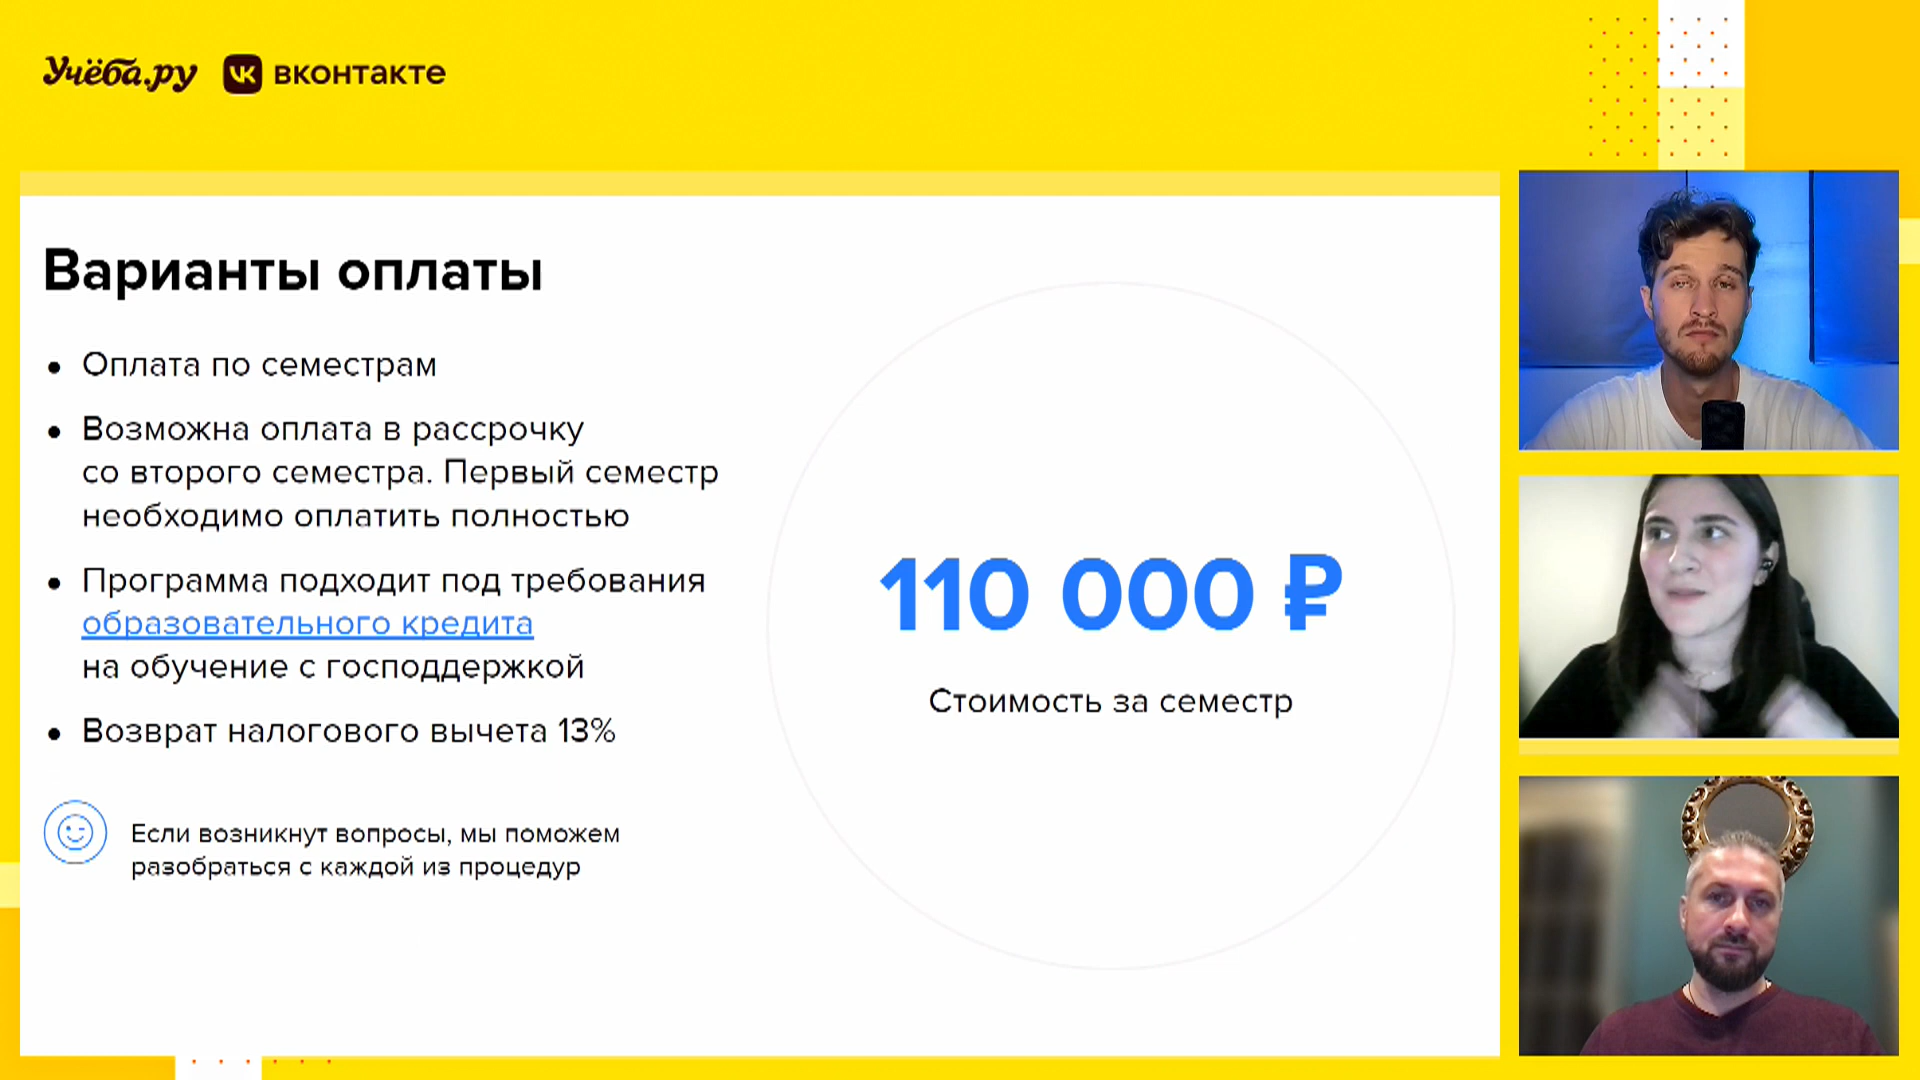 Учёба.ру вконтакте
Варианты оплаты
• Оплата по семестрам
• Возможна оплата в рассрочку
со второго семестра. Первый семестр
необходимо оплатить полностью
• Программа подходит под требования
образовательного кредита
на обучение с господдержкой
• Возврат налогового вычета 13%
Если возникнут вопросы, мы поможем
разобраться с каждой из процедур
110 000 ₽
Стоимость за семестр